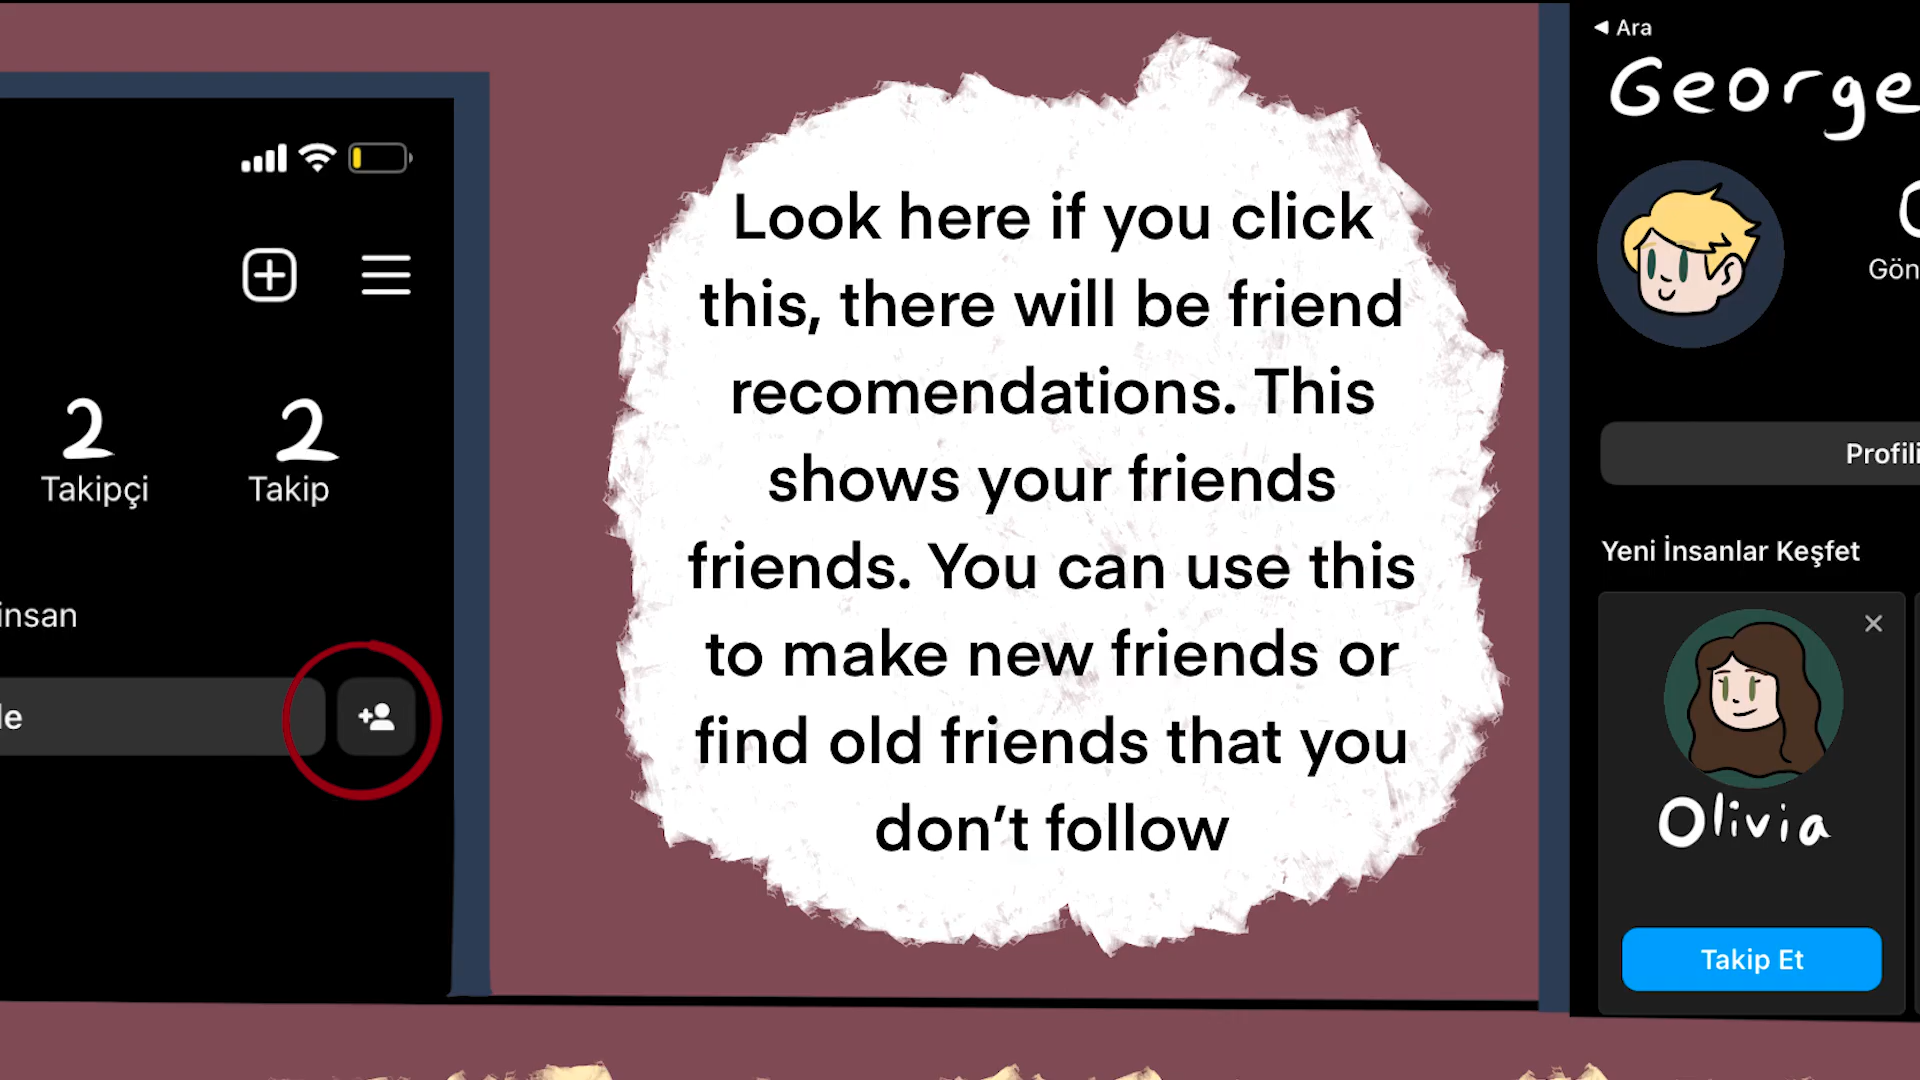 2 2
Takipçi Takip
insan
le
Look here if you click
this, there will be friend
recomendations. This
shows your friends
friends. You can use this
to make new friends or
find old friends that you
don’t follow
Ara
George
Gön
Profili
Yeni İnsanlar Keşfet
Olivia
Takip Et